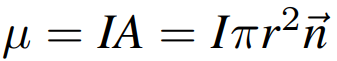 μ = IA = Iπr²n⃗